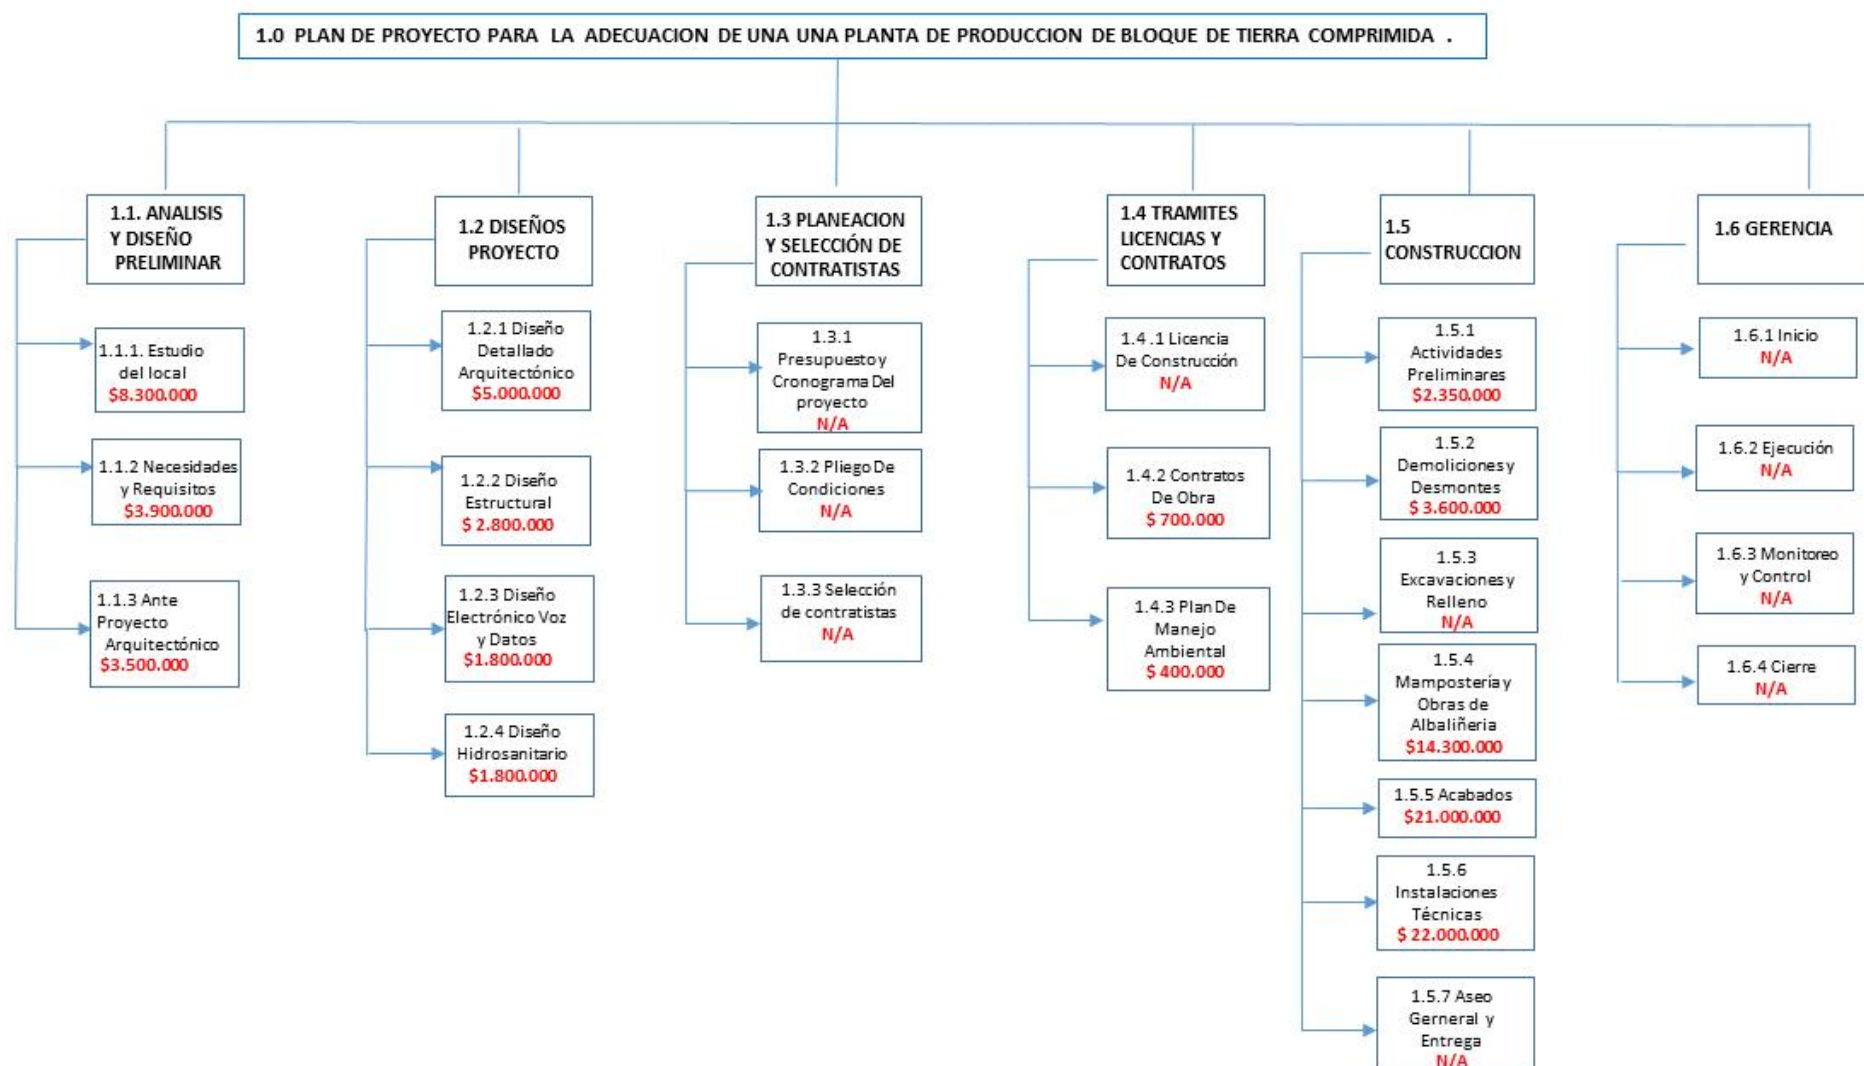 1.0 PLAN DE PROYECTO PARA LA ADECUACION DE UNA UNA PLANTA DE PRODUCCION DE BLOQUE DE TIERRA COMPRIMIDA .
1.1. ANALISIS
Y DISEÑO
PRELIMINAR
1.1.1. Estudio
del local
$8.300.000
1.1.2 Necesidades
y Requisitos
$3.900.000
1.1.3 Ante
Proyecto
Arquitectónico
$3.500.000
1.2 DISEÑOS
PROYECTO
1.2.1 Diseño
Detallado
Arquitectónico
$5.000.000
1.2.2 Diseño
Estructural
$ 2.800.000
1.2.3 Diseño
Electrónico Voz
y Datos
$1.800.000
1.2.4 Diseño
Hidrosanitario
$1.800.000
1.3 PLANEACION
Y SELECCIÓN DE
CONTRATISTAS
1.3.1
Presupuesto y
Cronograma Del
proyecto
N/A
1.3.2 Pliego De
Condiciones
N/A
1.3.3 Selección
de contratistas
N/A
1.4 TRAMITES
LICENCIAS Y
CONTRATOS
1.4 .1 Licencia
De Construcción
N/A
1.4.2 Contratos
De Obra
$ 700.000
1.4.3 Plan De
Manejo
Ambiental
$ 400.000
1.5
CONSTRUCCION
1.5.1
Actividades
Preliminares
$2.350.000
1.5.2
Demoliciones y
Desmontes
$ 3.600.000
1.5.3
Excavaciones y
Relleno
N/A
1.5.4
Mampostería y
Obras de
Albaliñeria
$14.300.000
1.5.5 Acabados
$21.000.000
1.5.6
Instalaciones
Técnicas
$ 22.000.000
1.5.7 Aseo
Gerneral y
Entrega
N/A
1.6 GERENCIA
1.6.1 Inicio
N/A
1.6.2 Ejecución
N/A
1.6.3 Monitoreo
y Control
N/A
1.6.4 Cierre
N/A